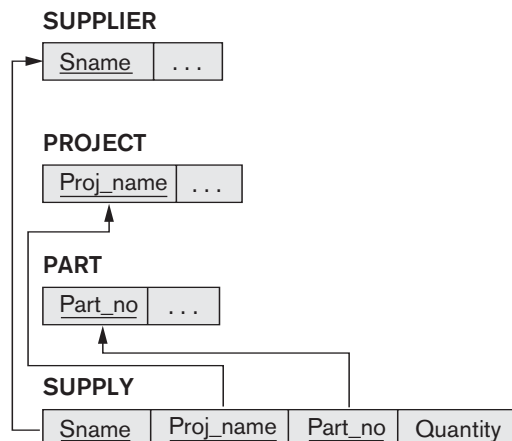 SUPPLIER
Sname ...
PROJECT
Proj_name ...
PART
Part_no ...
SUPPLY
Sname Proj_name Part_no Quantity